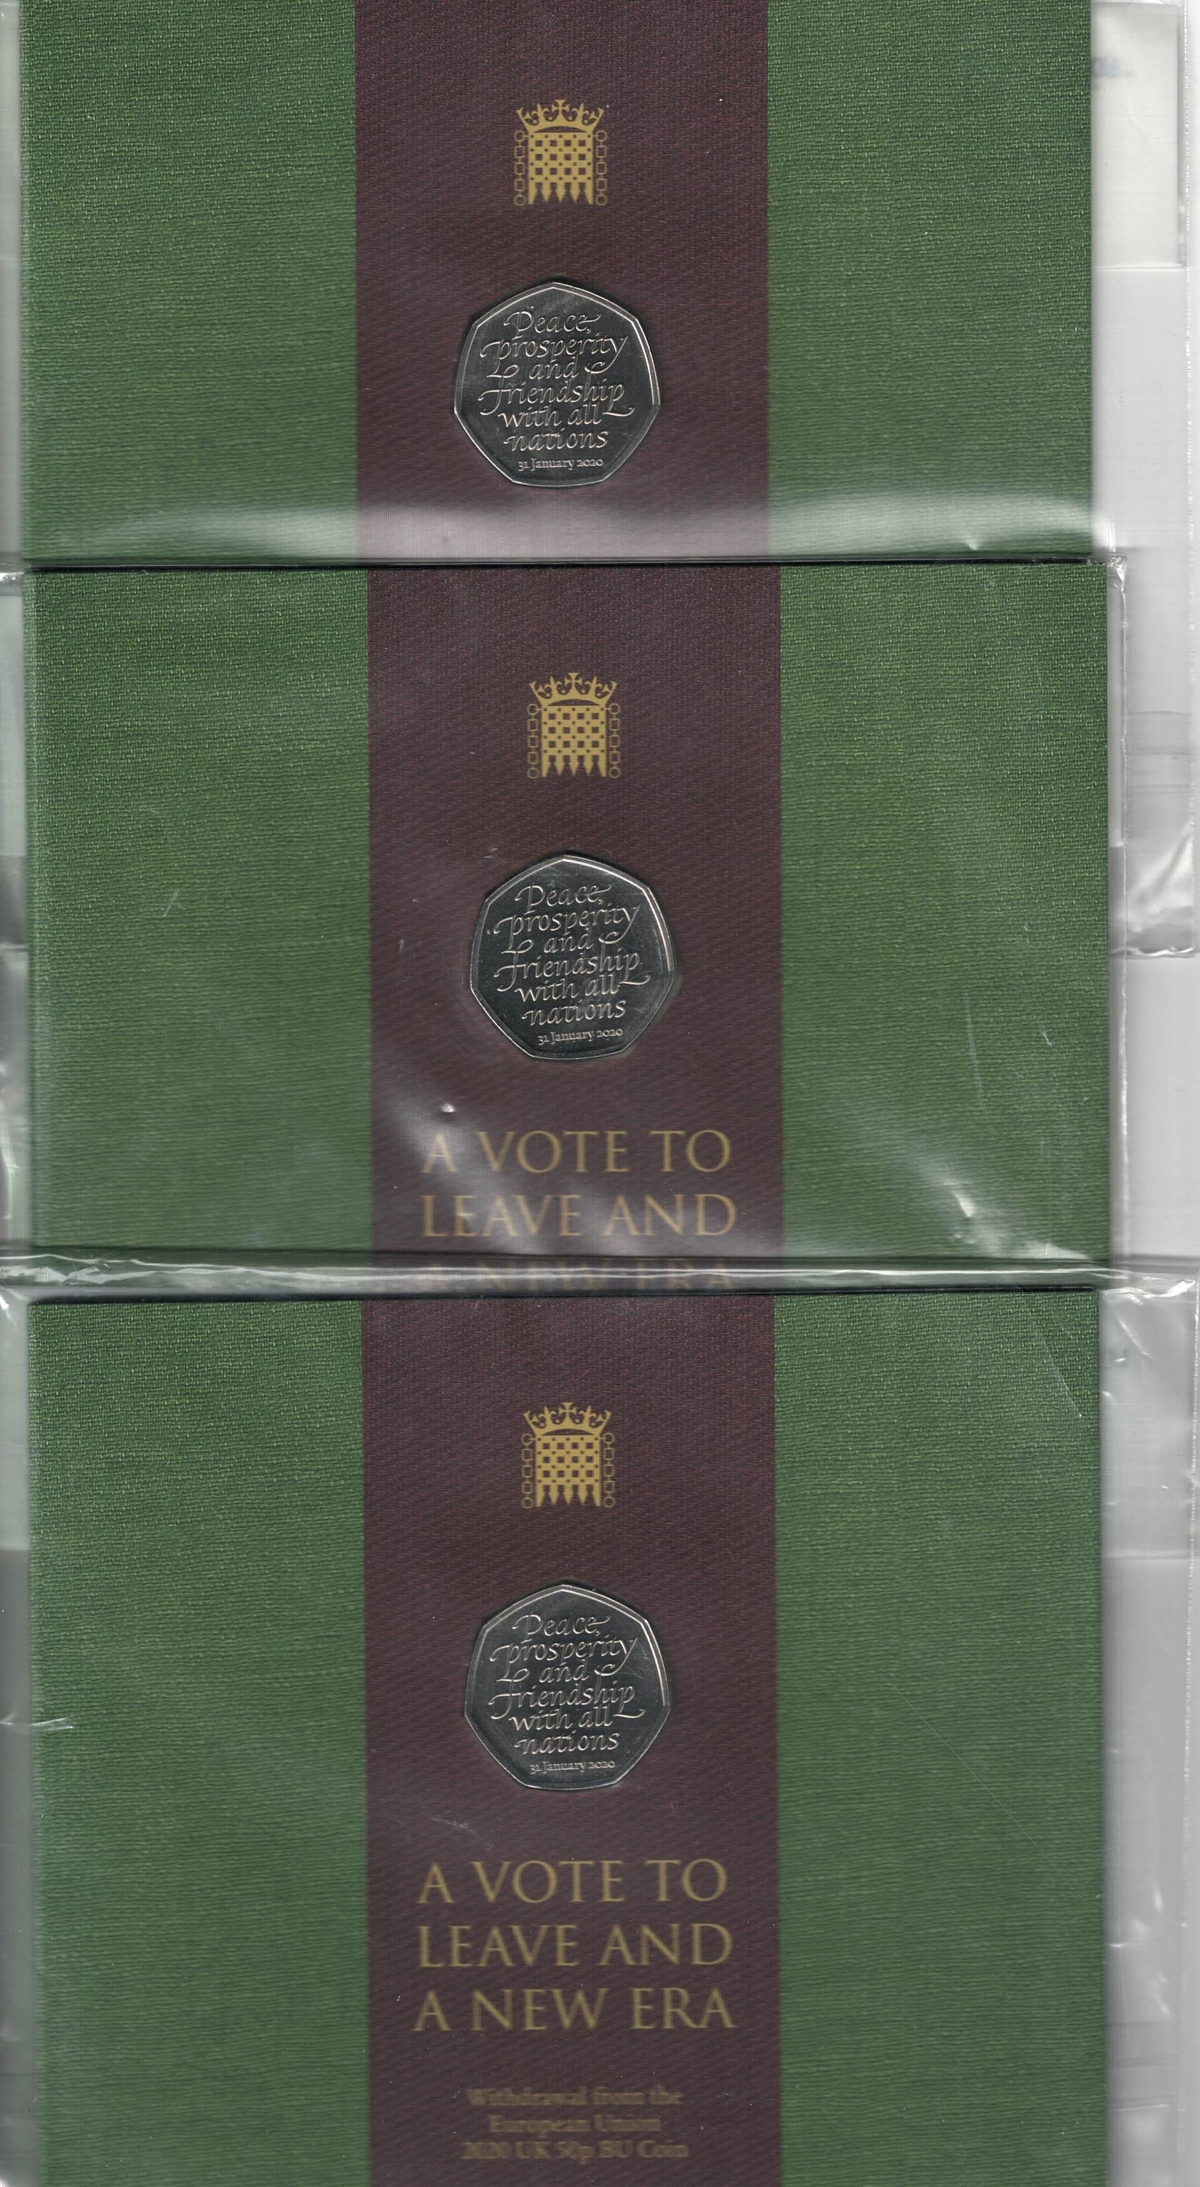 Peace,
prosperity
and
friendship
with all
nations
31 January 2020
Peace,
prosperity
and
friendship
with all
nations
31 January 2020
A VOTE TO
LEAVE AND
A NEW ERA
Peace,
prosperity
and
friendship
with all
nations
31 January 2020
A VOTE TO
LEAVE AND
A NEW ERA
Withdrawal from the
European Union
2020 UK 50p BU Coin